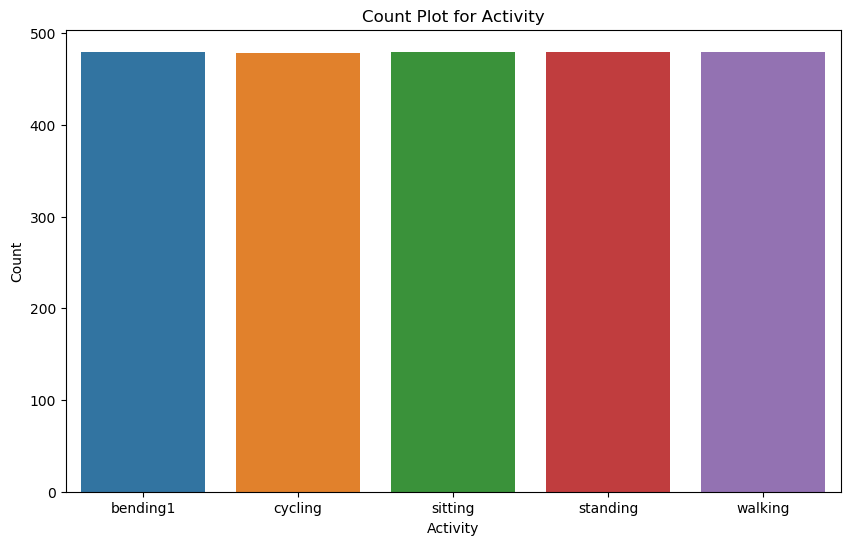 Count Plot for Activity
500
400
300
200
100
0
Count
bending1 cycling sitting standing walking
Activity